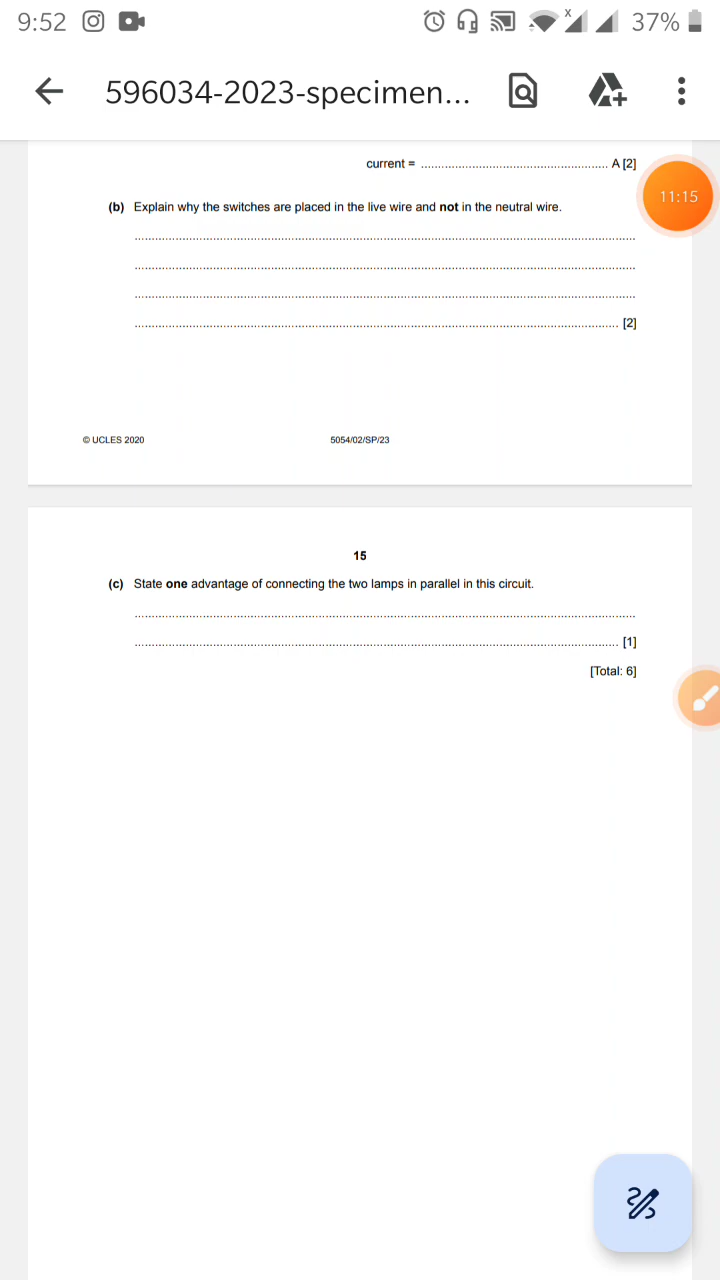 9:52 37%
596034-2023-specimen...
current = ................................................ A [2]
11:15
(b) Explain why the switches are placed in the live wire and not in the neutral wire.
................................................................................
................................................................................
................................................................................
................................................................................ [2]
© UCLES 2020 5054/02/SP/23
15
(c) State one advantage of connecting the two lamps in parallel in this circuit.
................................................................................
................................................................................ [1]
[Total: 6]